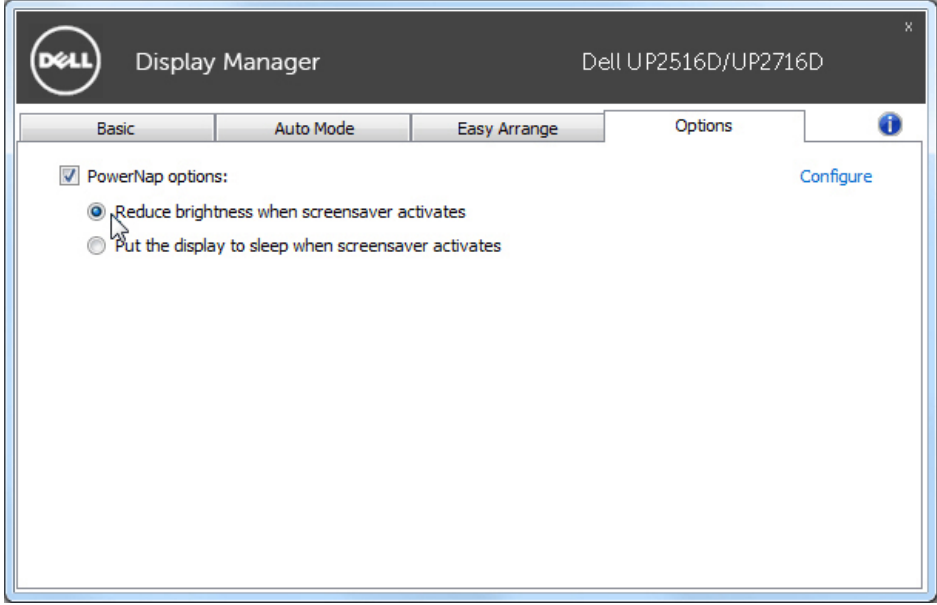 DELL
Display Manager
Dell UP2516D/UP2716D
x
Basic
Auto Mode
Easy Arrange
Options
i
PowerNap options:
Configure
Reduce brightness when screensaver activates
Put the display to sleep when screensaver activates